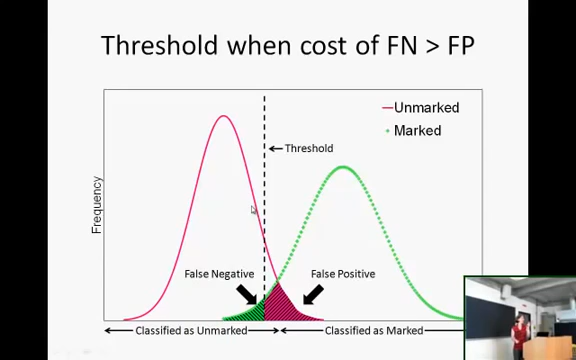 Threshold when cost of FN > FP
Unmarked
Marked
Threshold
Frequency
False Negative
False Positive
Classified as Unmarked
Classified as Marked